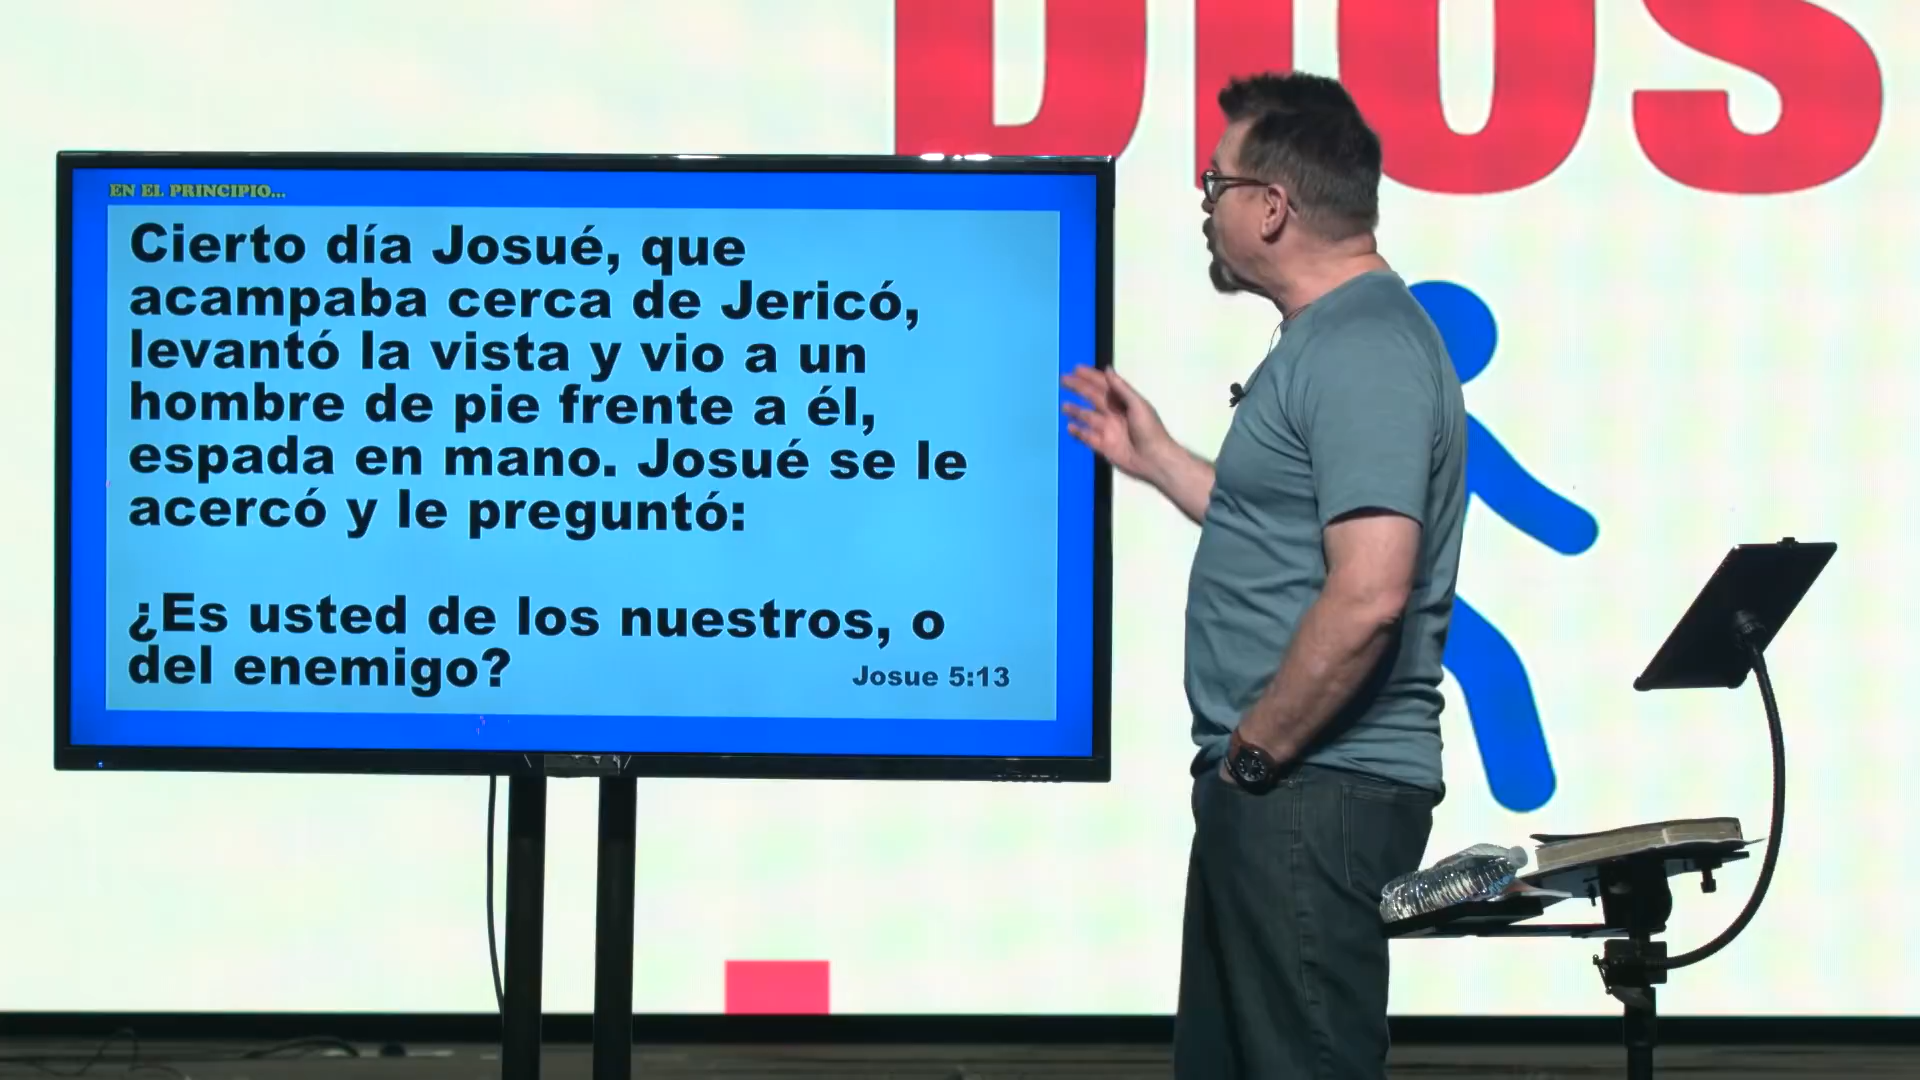 DIOS
EN EL PRINCIPIO...
Cierto día Josué, que
acampaba cerca de Jericó,
levantó la vista y vio a un
hombre de pie frente a él,
espada en mano. Josué se le
acercó y le preguntó:
¿Es usted de los nuestros, o
del enemigo?
Josue 5:13